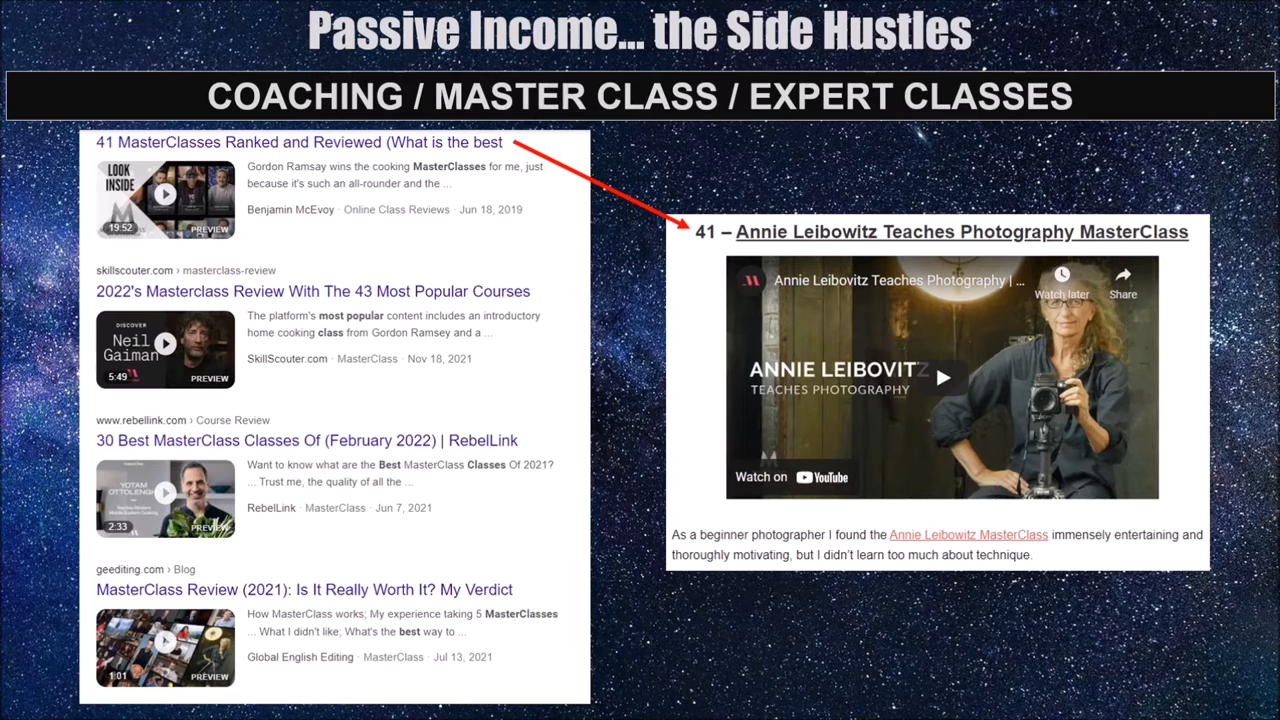 Passive Income... the Side Hustles
COACHING / MASTER CLASS / EXPERT CLASSES
41 MasterClasses Ranked and Reviewed (What is the best
LOOK
INSIDE
19:52
PREVIEW
Gordon Ramsay wins the cooking MasterClasses for me, just
because it's such an all-rounder and the ...
Benjamin McEvoy · Online Class Reviews · Jun 18, 2019
skillscouter.com › masterclass-review
2022's Masterclass Review With The 43 Most Popular Courses
DISCOVER
Neil
Gaiman
5:49
PREVIEW
The platform's most popular content includes an introductory
home cooking class from Gordon Ramsey and a ...
SkillScouter.com · MasterClass · Nov 18, 2021
www.rebellink.com › Course Review
30 Best MasterClass Classes Of (February 2022) | RebelLink
YOTAM
OTTOLENGHI
2:33
PREVIEW
Want to know what are the Best MasterClass Classes Of 2021?
... Trust me, the quality of all the ...
RebelLink · MasterClass · Jun 7, 2021
geediting.com › Blog
MasterClass Review (2021): Is It Really Worth It? My Verdict
1:01
PREVIEW
How MasterClass works; My experience taking 5 MasterClasses
... What I didn't like; What's the best way to ...
Global English Editing · MasterClass · Jul 13, 2021
41 – Annie Leibowitz Teaches Photography MasterClass
Annie Leibovitz Teaches Photography | ...
Watch later
Share
ANNIE LEIBOVITZ
TEACHES PHOTOGRAPHY
Watch on YouTube
As a beginner photographer I found the Annie Leibowitz MasterClass immensely entertaining and
thoroughly motivating, but I didn't learn too much about technique.